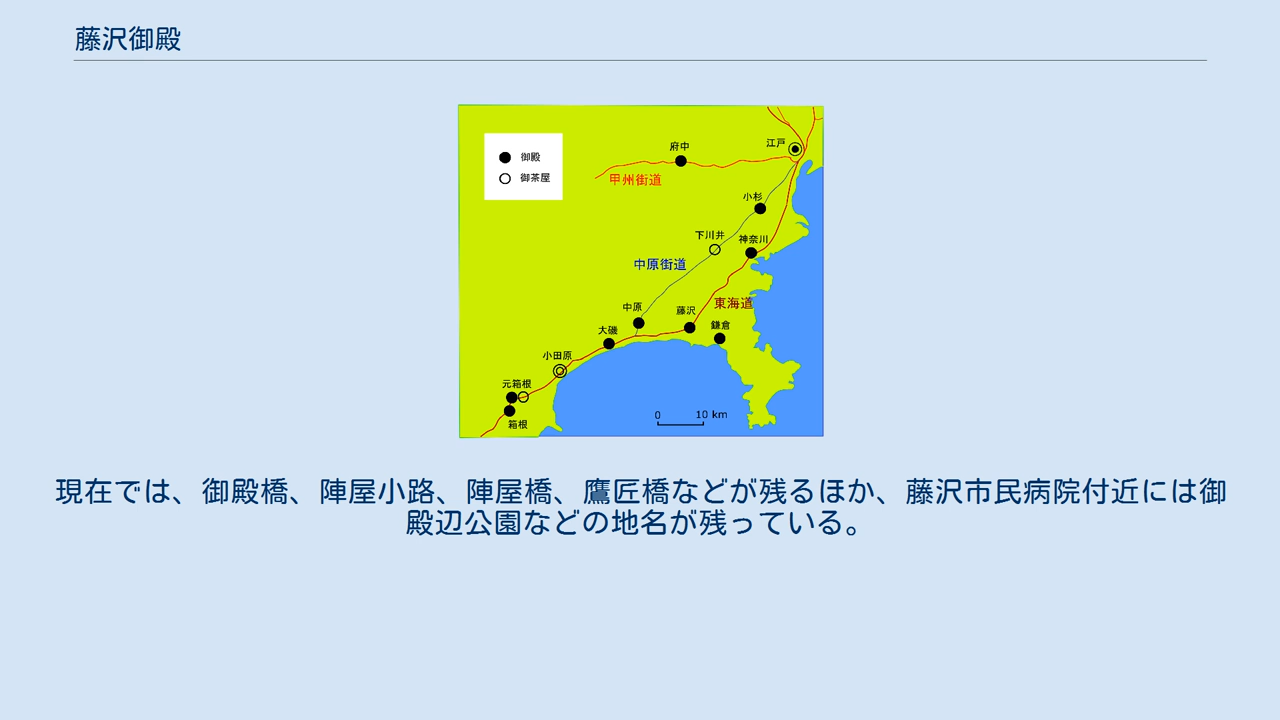 藤沢御殿
御殿
御茶屋
府中
江戸
甲州街道
小杉
下川井
神奈川
中原街道
東海道
中原
藤沢
鎌倉
大磯
小田原
元箱根
箱根
0 10 km
現在では、御殿橋、陣屋小路、陣屋橋、鷹匠橋などが残るほか、藤沢市民病院付近には御
殿辺公園などの地名が残っている。